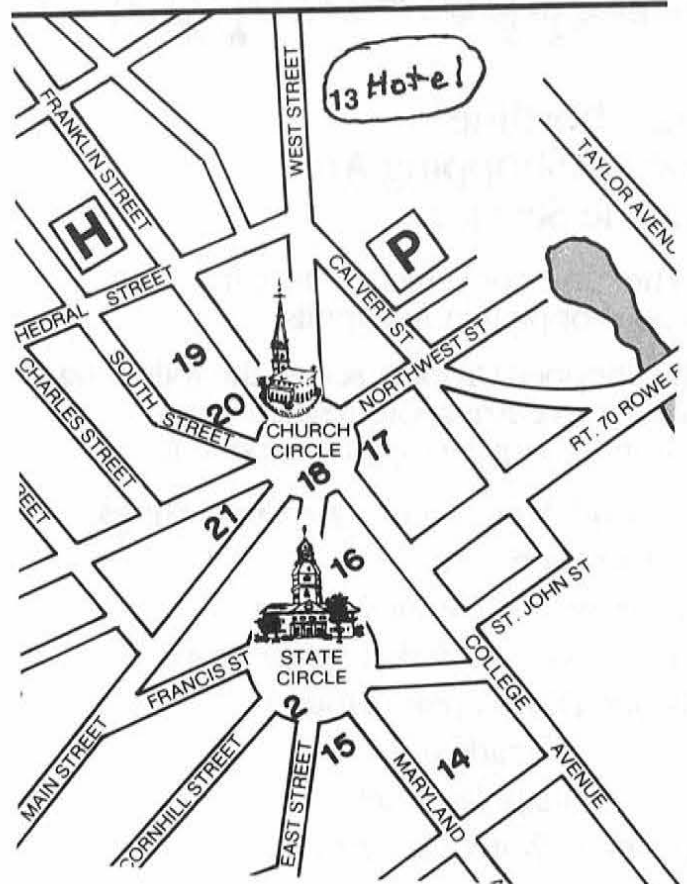 13 Hotel
WEST STREET
FRANKLIN STREET
TAYLOR AVENU
H
P
CALVERT ST
HEDRAL STREET
NORTHWEST ST
19
SOUTH STREET
CHARLES STREET
20
CHURCH
CIRCLE
17
RT. 70 ROWE B
18
REET
21
16
ST. JOHN ST
STATE
CIRCLE
COLLEGE AVENUE
FRANCIS ST
2
MAIN STREET
CORNHILL STREET
EAST STREET
15
MARYLAND
14